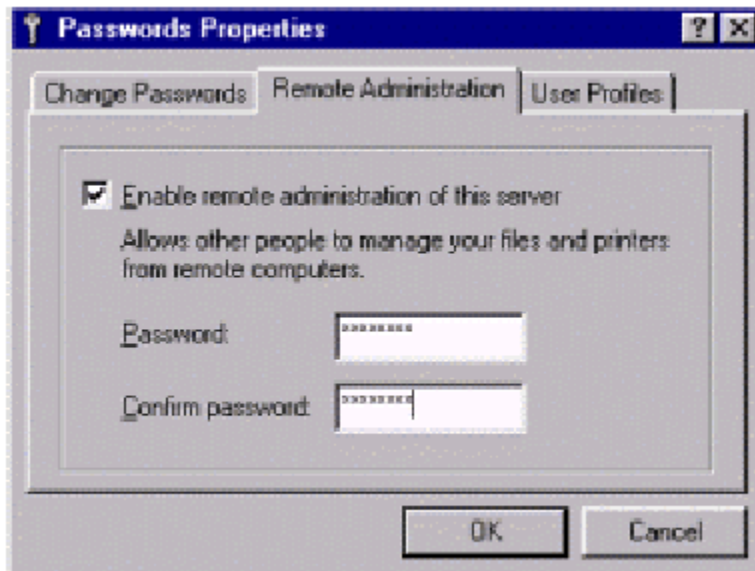 Passwords Properties
Change Passwords Remote Administration User Profiles
Enable remote administration of this server
Allows other people to manage your files and printers
from remote computers.
Password: ********
Confirm password: ********
OK Cancel